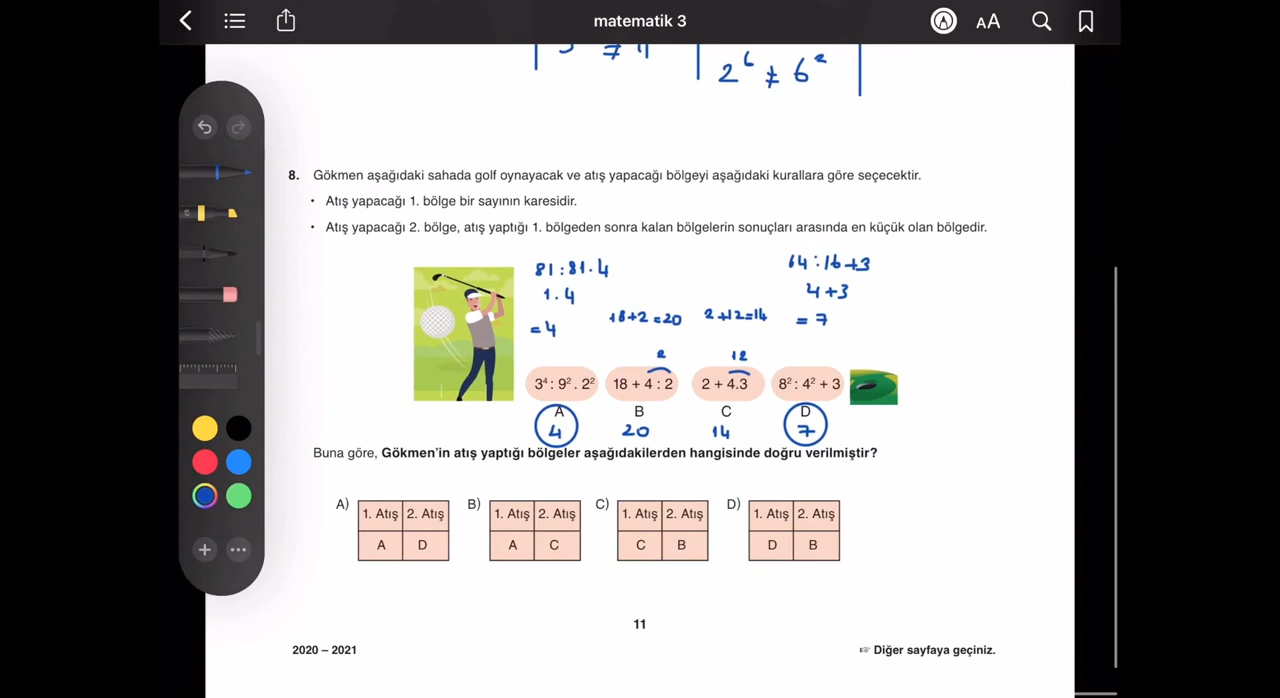 matematik 3
AA
2⁶ ≠ 6²
8. Gökmen aşağıdaki sahada golf oynayacak ve atış yapacağı bölgeyi aşağıdaki kurallara göre seçecektir.
• Atış yapacağı 1. bölge bir sayının karesidir.
• Atış yapacağı 2. bölge, atış yaptığı 1. bölgeden sonra kalan bölgelerin sonuçları arasında en küçük olan bölgedir.
81:81.4
1.4
=4
18+2=20
2+12=14
64:16+3
4+3
=7
2
12
3⁴ : 9² . 2²
18 + 4 : 2
2 + 4.3
8² : 4² + 3
A B C D
4 20 14 7
Buna göre, Gökmen'in atış yaptığı bölgeler aşağıdakilerden hangisinde doğru verilmiştir?
A) 1. Atış 2. Atış
A D
B) 1. Atış 2. Atış
A C
C) 1. Atış 2. Atış
C B
D) 1. Atış 2. Atış
D B
11
2020 – 2021
☞ Diğer sayfaya geçiniz.